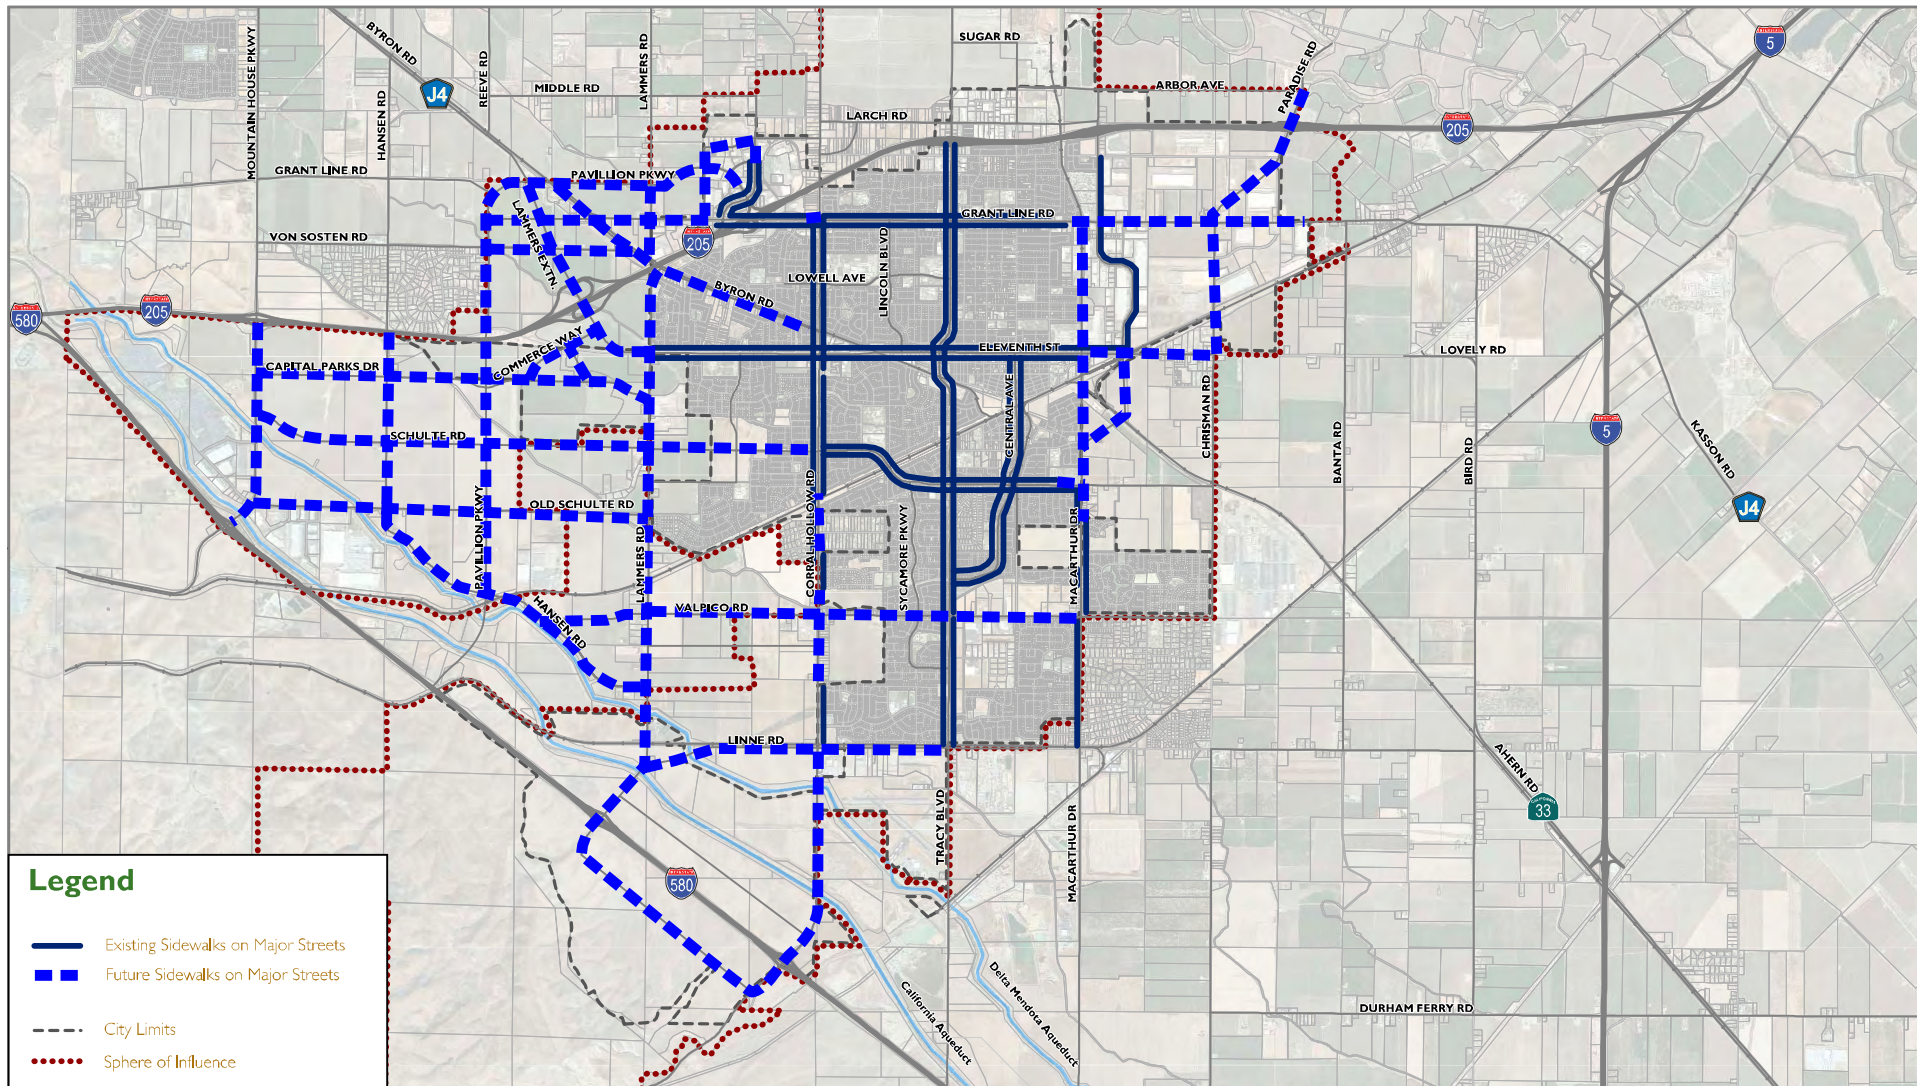 SUGAR RD
BYRON RD
J4
REEVE RD
LAMMERS RD
MOUNTAIN HOUSE PKWY
HANSEN RD
MIDDLE RD
ARBOR AVE
PARADISE RD
INTERSTATE
5
LARCH RD
205
GRANT LINE RD
PAVILLION PKWY
LAMMERS EXTN.
GRANT LINE RD
VON SOSTEN RD
205
LINCOLN BLVD
LOWELL AVE
BYRON RD
580
205
COMMERCE WAY
ELEVENTH ST
LOVELY RD
CAPITAL PARKS DR
CENTRAL AVE
CHRISMAN RD
BANTA RD
BIRD RD
5
KASSON RD
SCHULTE RD
CORRAL HOLLOW RD
OLD SCHULTE RD
J4
PAVILLION PKWY
LAMMERS RD
SYCAMORE PKWY
MACARTHUR DR
HANSEN RD
VALPICO RD
LINNE RD
AHERN RD
CALIFORNIA
33
TRACY BLVD
MACARTHUR DR
580
California Aqueduct
Delta Mendota Aqueduct
DURHAM FERRY RD
Legend
Existing Sidewalks on Major Streets
Future Sidewalks on Major Streets
City Limits
Sphere of Influence